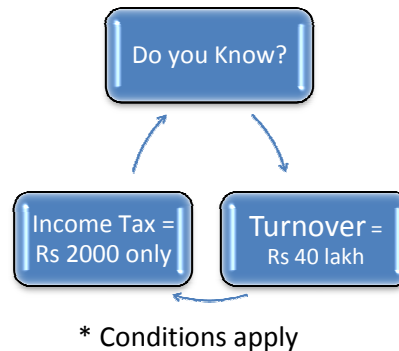 Do you Know?
Income Tax =
Rs 2000 only
Turnover =
Rs 40 lakh
* Conditions apply